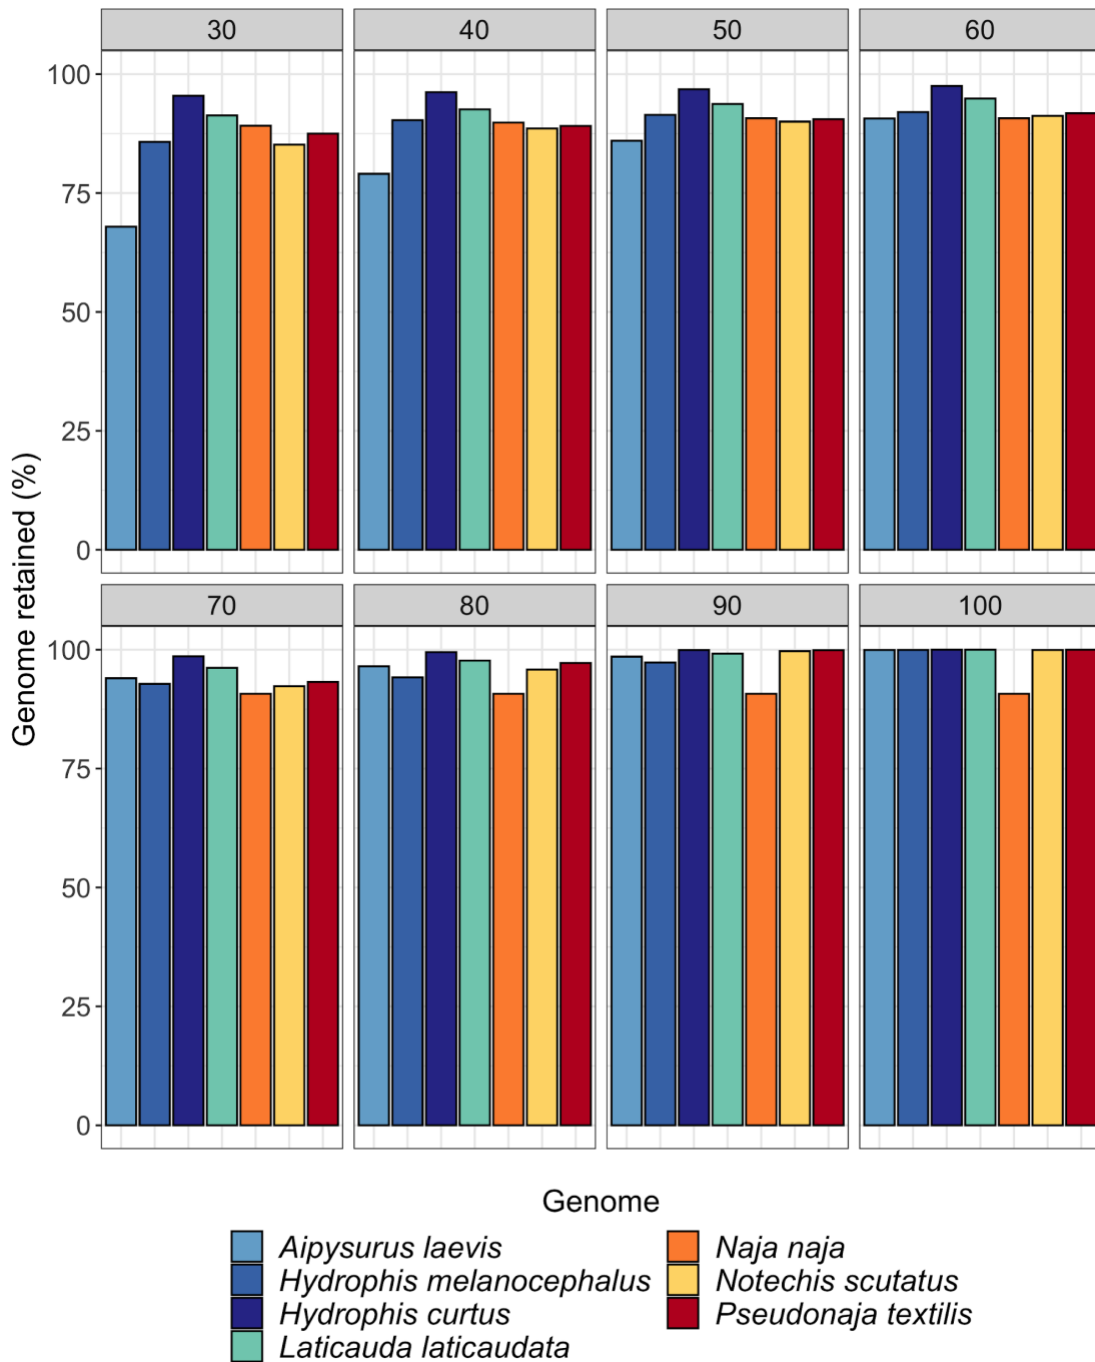 30 40 50 60
100
75
50
25
0
70 80 90 100
100
75
50
25
0
Genome retained (%)
Genome
Aipysurus laevis Naja naja
Hydrophis melanocephalus Notechis scutatus
Hydrophis curtus Pseudonaja textilis
Laticauda laticaudata